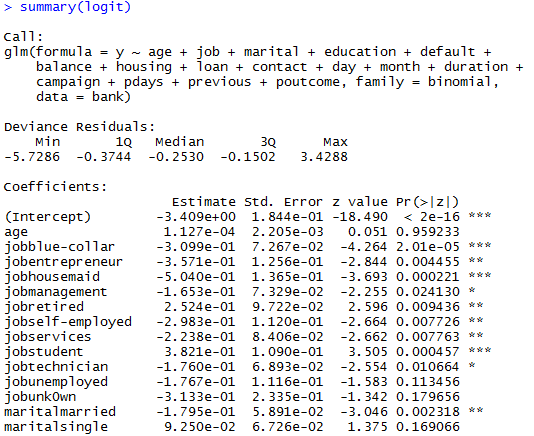 > summary(logit)
Call:
glm(formula = y ~ age + job + marital + education + default +
balance + housing + loan + contact + day + month + duration +
campaign + pdays + previous + poutcome, family = binomial,
data = bank)
Deviance Residuals:
Min 1Q Median 3Q Max
-5.7286 -0.3744 -0.2530 -0.1502 3.4288
Coefficients:
Estimate Std. Error z value Pr(>|z|)
(Intercept) -3.409e+00 1.844e-01 -18.490 < 2e-16 ***
age 1.127e-04 2.205e-03 0.051 0.959233
jobblue-collar -3.099e-01 7.267e-02 -4.264 2.01e-05 ***
jobentrepreneur -3.571e-01 1.256e-01 -2.844 0.004455 **
jobhousemaid -5.040e-01 1.365e-01 -3.693 0.000221 ***
jobmanagement -1.653e-01 7.329e-02 -2.255 0.024130 *
jobretired 2.524e-01 9.722e-02 2.596 0.009436 **
jobself-employed -2.983e-01 1.120e-01 -2.664 0.007726 **
jobservices -2.238e-01 8.406e-02 -2.662 0.007763 **
jobstudent 3.821e-01 1.090e-01 3.505 0.000457 ***
jobtechnician -1.760e-01 6.893e-02 -2.554 0.010664 *
jobunemployed -1.767e-01 1.116e-01 -1.583 0.113456
jobunk0wn -3.133e-01 2.335e-01 -1.342 0.179656
maritalmarried -1.795e-01 5.891e-02 -3.046 0.002318 **
maritalsingle 9.250e-02 6.726e-02 1.375 0.169066